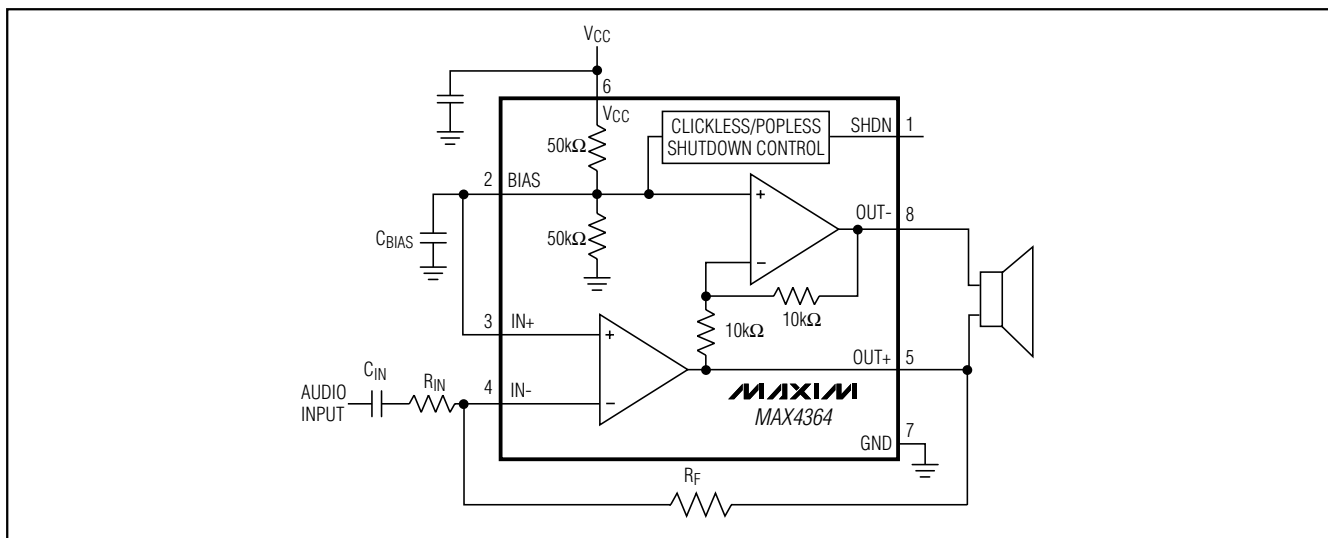 VCC
6
VCC
50kΩ
CLICKLESS/POPLESS
SHUTDOWN CONTROL
SHDN
1
2
BIAS
CBIAS
50kΩ
+
−
OUT-
8
10kΩ
10kΩ
3
IN+
+
−
OUT+
5
CIN
RIN
4
IN-
AUDIO
INPUT
MAXIM
MAX4364
GND
7
RF